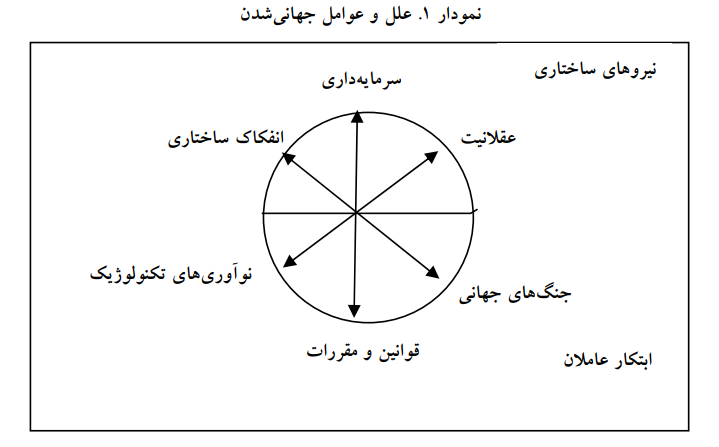 نمودار ۱. علل و عوامل جهانی‌شدن
نیروهای ساختاری
سرمایه‌داری
عقلانیت
انفکاک ساختاری
نوآوری‌های تکنولوژیک
جنگ‌های جهانی
قوانین و مقررات
ابتکار عاملان